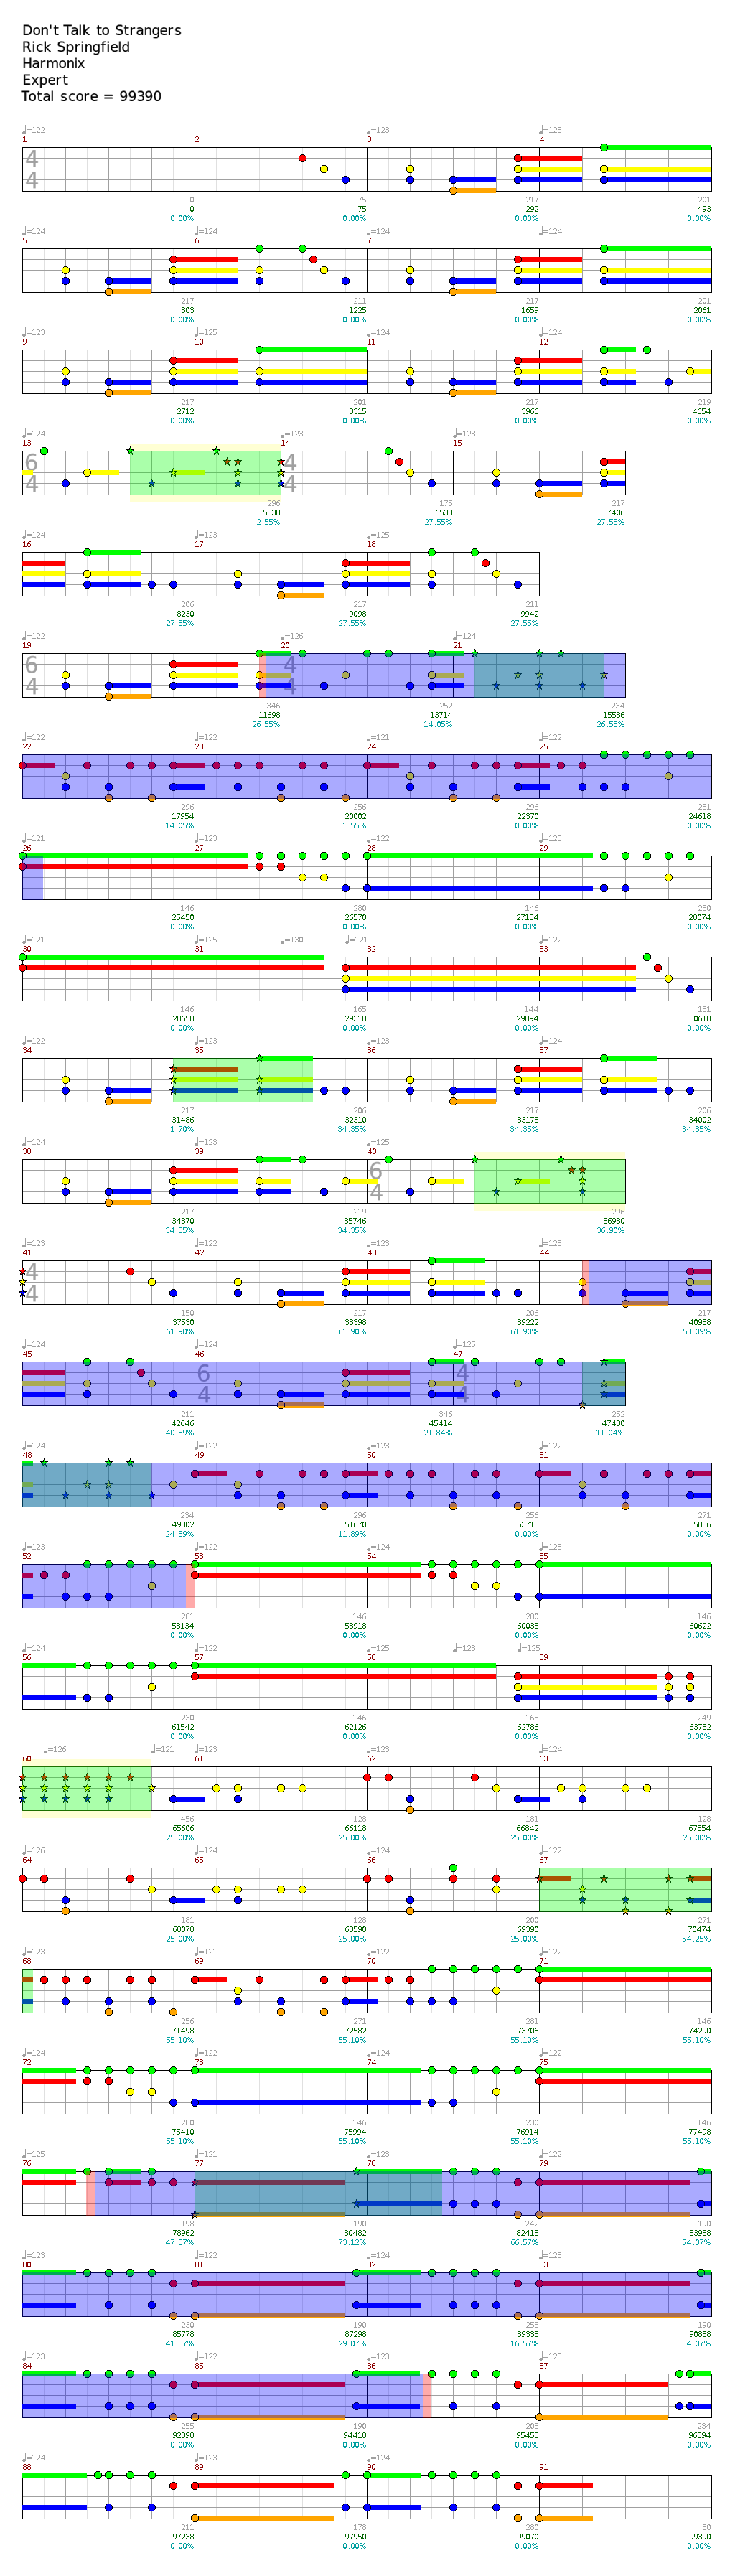 Don't Talk to Strangers
Rick Springfield
Harmonix
Expert
Total score = 99390
♩=122 ♩=123 ♩=125
1 2 3 4
4
4
0 75 217 201
0 75 292 493
0.00% 0.00% 0.00% 0.00%
♩=124 ♩=122 ♩=123 ♩=124
5 6 7 8
217 211 217 201
803 1225 1659 2061
0.00% 0.00% 0.00% 0.00%
♩=123 ♩=122 ♩=124
9 10 11 12
217 201 217 219
2712 3315 3966 4654
0.00% 0.00% 0.00% 0.00%
♩=124 ♩=123 ♩=123
13 14 15
6 4
4 4
296 175 217
5838 6538 7406
2.55% 27.55% 27.55%
♩=122 ♩=123
16 17 18
206 217 211
8230 9098 9942
27.55% 27.55% 27.55%
♩=122 ♩=126 ♩=124
19 20 21
6 4
4 4
346 252 234
11698 13714 15586
26.55% 14.05% 26.55%
♩=122 ♩=123 ♩=121 ♩=122
22 23 24 25
296 256 296 281
17954 20002 22370 24618
14.05% 1.55% 0.00% 0.00%
♩=121 ♩=122 ♩=125
26 27 28 29
146 280 146 230
25450 26570 27154 28074
0.00% 0.00% 0.00% 0.00%
♩=121 ♩=125 ♩=130 ♩=121 ♩=122
30 31 32 33
146 165 144 181
28658 29318 29894 30618
0.00% 0.00% 0.00% 0.00%
♩=122 ♩=123 ♩=124
34 35 36 37
217 206 217 206
31486 32310 33178 34002
1.70% 34.35% 34.35% 34.35%
♩=124 ♩=123 ♩=125
38 39 40
6
4
217 219 296
34870 35746 36930
34.35% 34.35% 36.90%
♩=121 ♩=122 ♩=123
41 42 43 44
4
4
150 217 206 217
37530 38398 39222 40958
61.90% 61.90% 61.90% 53.09%
♩=123 ♩=124 ♩=125
45 46 47
6 4
4 4
211 346 252
42646 45414 47430
40.59% 21.84% 11.04%
♩=124 ♩=122 ♩=123
48 49 50 51
234 296 256 271
49302 51670 53718 55886
24.39% 11.89% 0.00% 0.00%
♩=123 ♩=122 ♩=123
52 53 54 55
281 146 280 146
58134 58918 60038 60622
0.00% 0.00% 0.00% 0.00%
♩=124 ♩=122 ♩=125 ♩=128 ♩=125
56 57 58 59
230 146 165 249
61542 62126 62786 63782
0.00% 0.00% 0.00% 0.00%
♩=126 ♩=121 ♩=123 ♩=123
60 61 62 63
456 128 181 128
65606 66118 66842 67354
25.00% 25.00% 25.00% 25.00%
♩=126 ♩=124 ♩=122
64 65 66 67
181 128 200 271
68078 68590 69390 70474
25.00% 25.00% 25.00% 54.25%
♩=123 ♩=122 ♩=121
68 69 70 71
256 271 281 146
71498 72582 73706 74290
55.10% 55.10% 55.10% 55.10%
♩=124 ♩=122 ♩=122
72 73 74 75
280 146 230 146
75410 75994 76914 77498
55.10% 55.10% 55.10% 55.10%
♩=125 ♩=121 ♩=122
76 77 78 79
198 190 242 190
78962 80482 82418 83938
47.87% 73.12% 66.57% 54.07%
♩=123 ♩=122 ♩=123
80 81 82 83
230 190 255 190
85778 87298 89338 90858
41.57% 29.07% 16.57% 4.07%
♩=123 ♩=122 ♩=123
84 85 86 87
255 190 205 234
92898 94418 95458 96394
0.00% 0.00% 0.00% 0.00%
♩=124 ♩=123 ♩=124
88 89 90 91
211 178 280 80
97238 97950 99070 99390
0.00% 0.00% 0.00% 0.00%